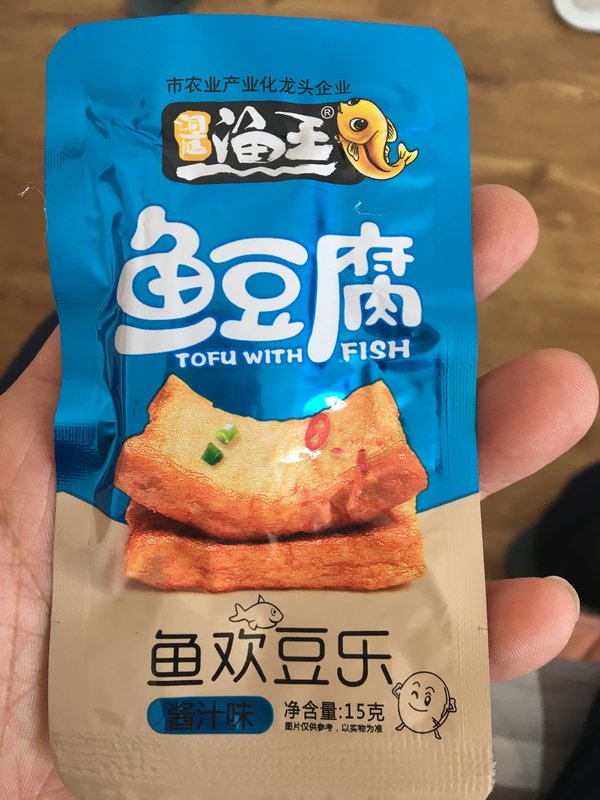 市农业产业化龙头企业
洞庭 渔王®
鱼豆腐
TOFU WITH FISH
鱼欢豆乐
酱汁味 净含量:15克
图片仅供参考，以实物为准